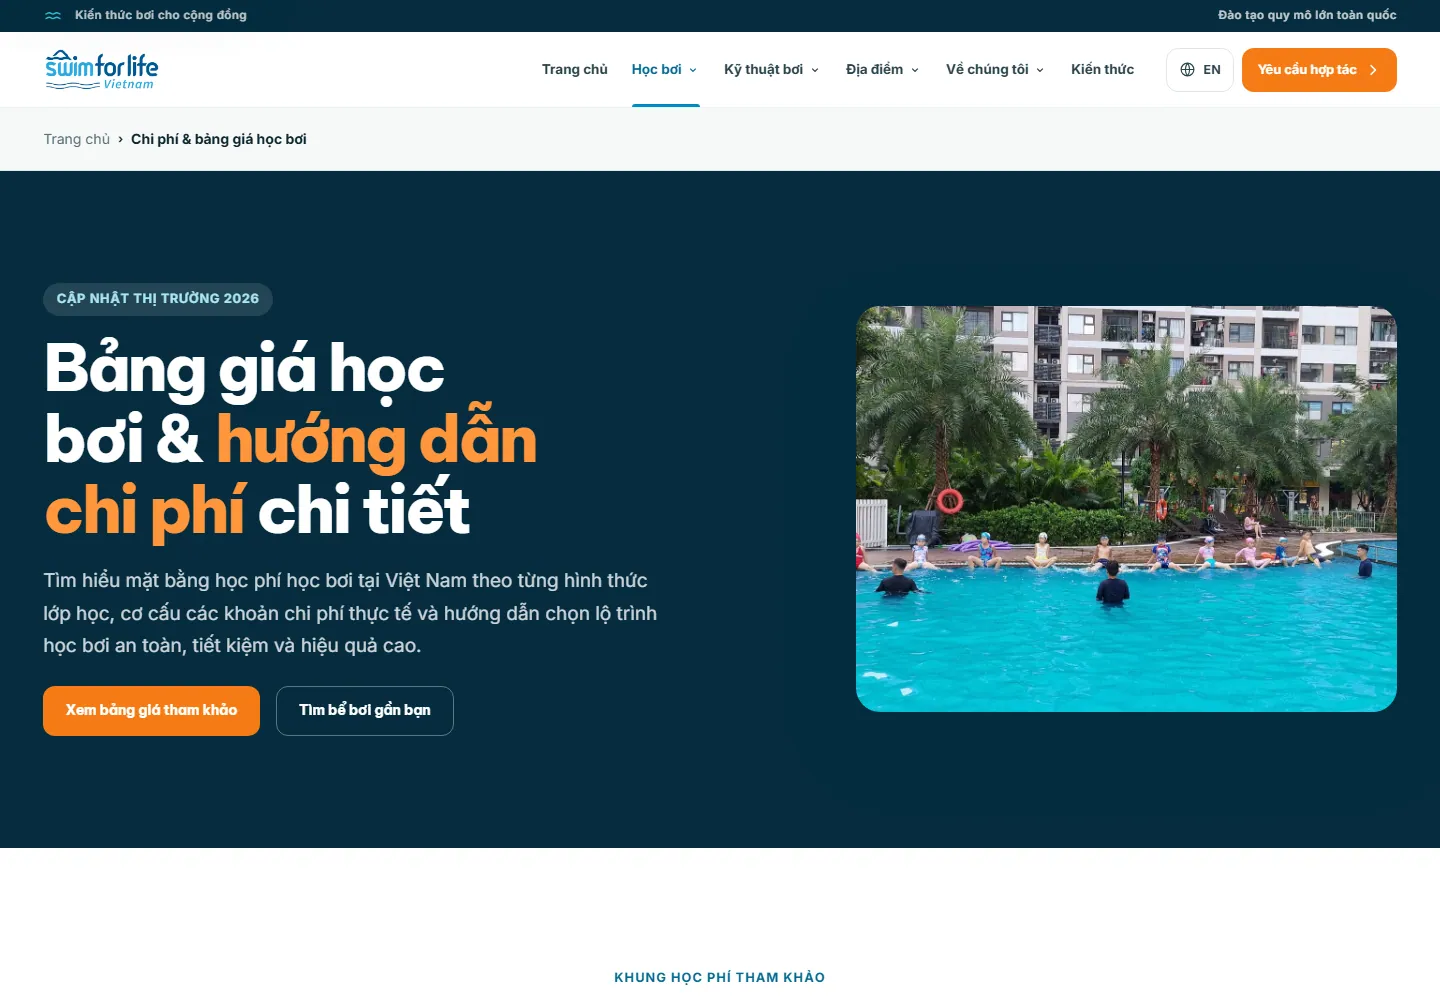 Kiến thức bơi cho cộng đồng
Đào tạo quy mô lớn toàn quốc
swimforlife
Vietnam
Trang chủ
Học bơi
Kỹ thuật bơi
Địa điểm
Về chúng tôi
Kiến thức
EN
Yêu cầu hợp tác
Trang chủ › Chi phí & bảng giá học bơi
CẬP NHẬT THỊ TRƯỜNG 2026
Bảng giá học
bơi & hướng dẫn
chi phí chi tiết
Tìm hiểu mặt bằng học phí học bơi tại Việt Nam theo từng hình thức
lớp học, cơ cấu các khoản chi phí thực tế và hướng dẫn chọn lộ trình
học bơi an toàn, tiết kiệm và hiệu quả cao.
Xem bảng giá tham khảo
Tìm bể bơi gần bạn
KHUNG HỌC PHÍ THAM KHẢO